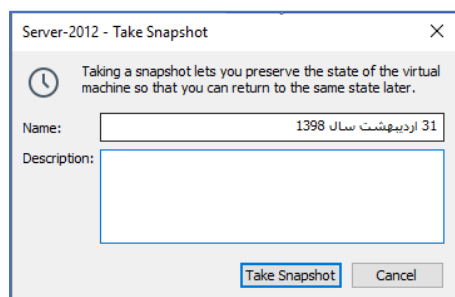 Server-2012 - Take Snapshot
Taking a snapshot lets you preserve the state of the virtual
machine so that you can return to the same state later.
Name:
31 اردیبهشت سال 1398
Description:
Take Snapshot
Cancel